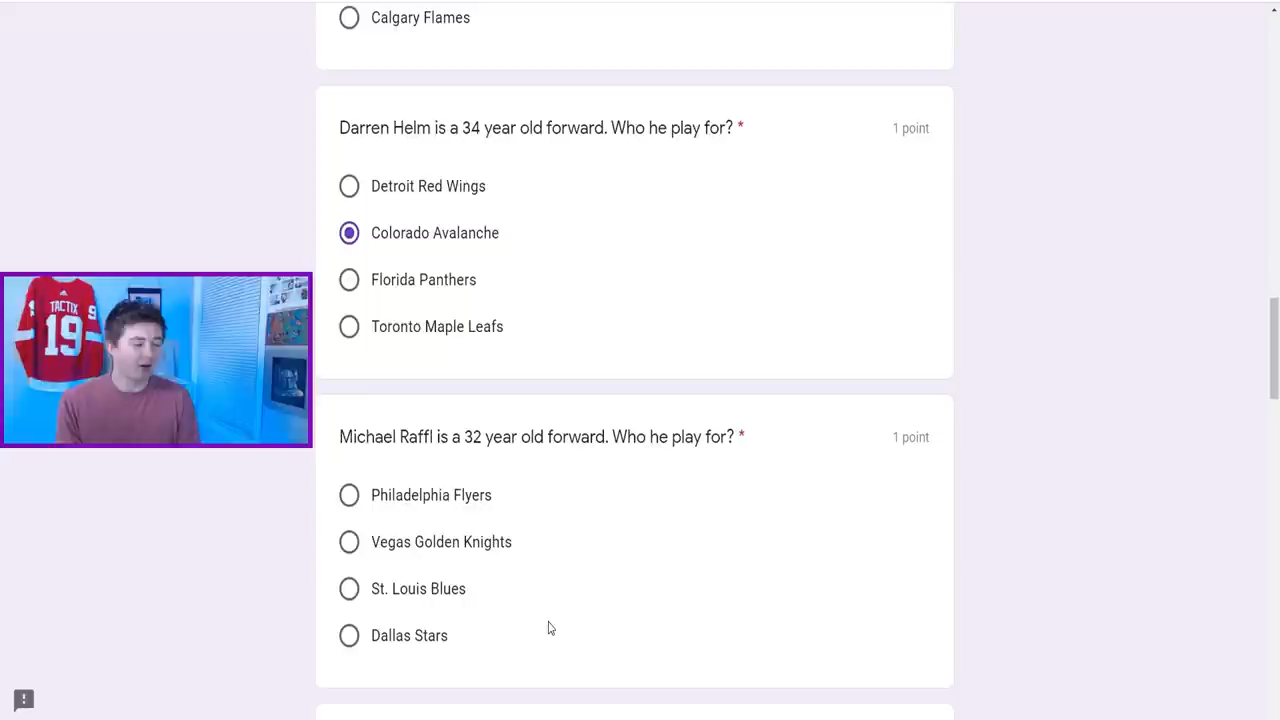 Calgary Flames
Darren Helm is a 34 year old forward. Who he play for? *
1 point
Detroit Red Wings
Colorado Avalanche
Florida Panthers
Toronto Maple Leafs
TACTIX
19
9
Michael Raffl is a 32 year old forward. Who he play for? *
1 point
Philadelphia Flyers
Vegas Golden Knights
St. Louis Blues
Dallas Stars